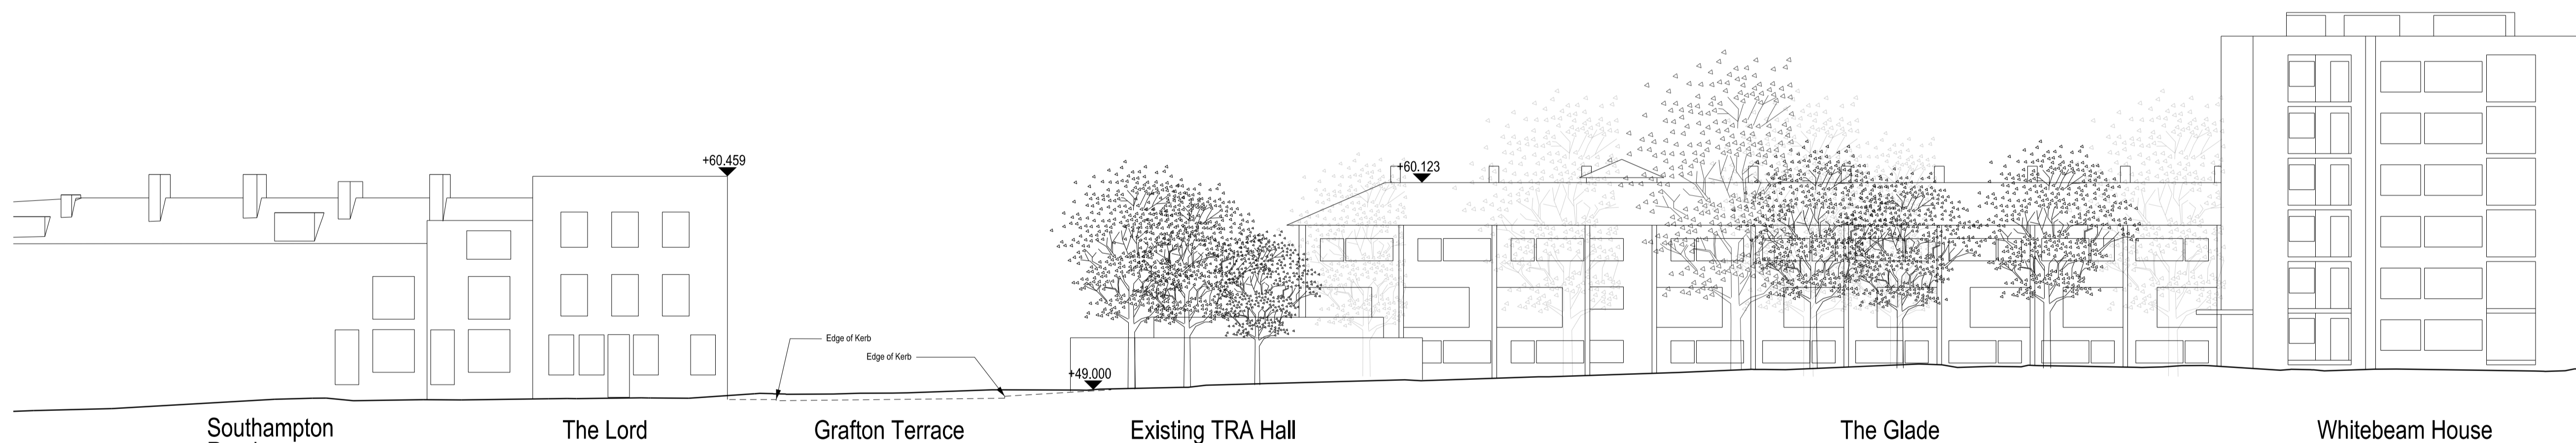 +60.459
+60.123
Edge of Kerb
Edge of Kerb
+49.000
Southampton
The Lord
Grafton Terrace
Existing TRA Hall
The Glade
Whitebeam House